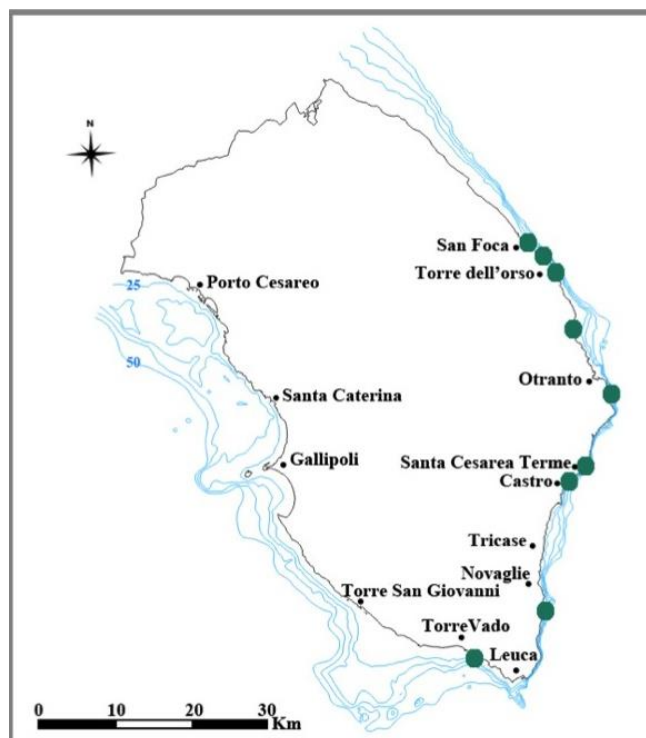 N
San Foca
Torre dell'orso
25
Porto Cesareo
50
Otranto
Santa Caterina
Santa Cesarea Terme
Gallipoli
Castro
Tricase
Novaglie
Torre San Giovanni
TorreVado
Leuca
0 10 20 30
Km